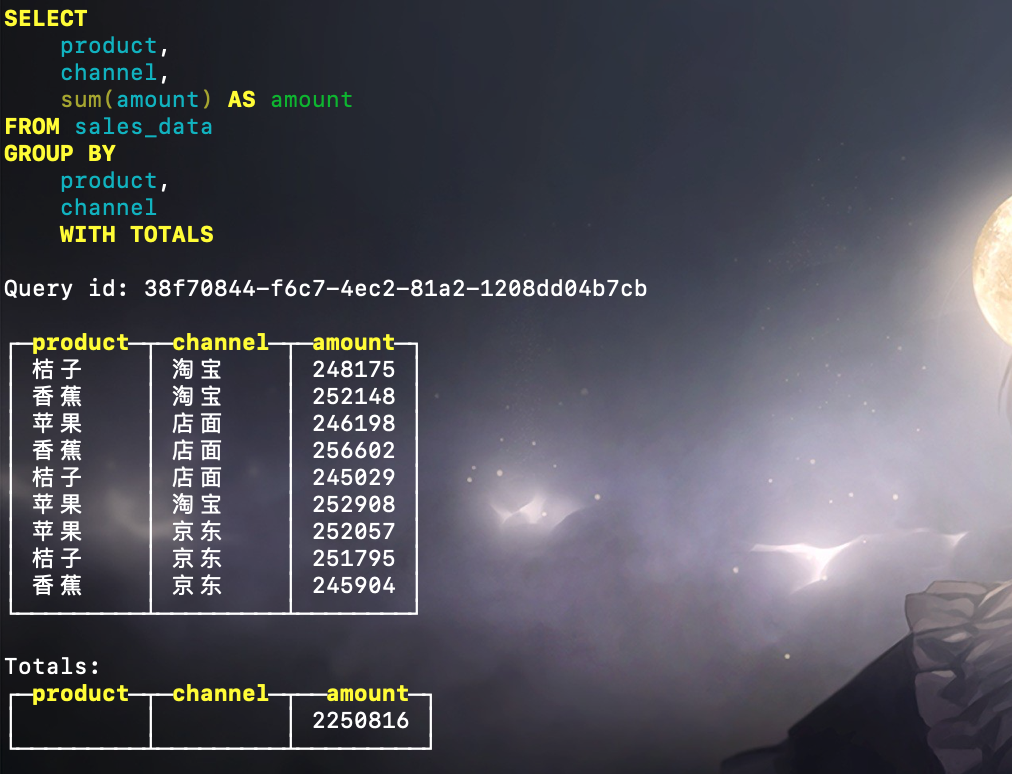 SELECT
    product,
    channel,
    sum(amount) AS amount
FROM sales_data
GROUP BY
    product,
    channel
    WITH TOTALS
Query id: 38f70844-f6c7-4ec2-81a2-1208dd04b7cb
product channel amount
桔子 淘宝 248175
香蕉 淘宝 252148
苹果 店面 246198
香蕉 店面 256602
桔子 店面 245029
苹果 淘宝 252908
苹果 京东 252057
桔子 京东 251795
香蕉 京东 245904
Totals:
product channel amount
2250816